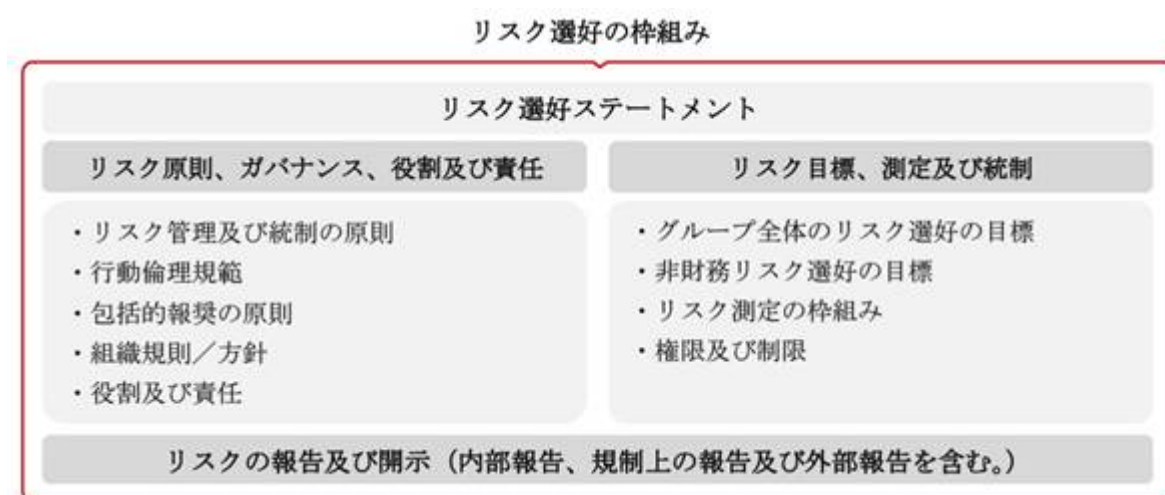 リスク選好の枠組み
リスク選好ステートメント
リスク原則、ガバナンス、役割及び責任
・リスク管理及び統制の原則
・行動倫理規範
・包括的報奨の原則
・組織規則／方針
・役割及び責任
リスク目標、測定及び統制
・グループ全体のリスク選好の目標
・非財務リスク選好の目標
・リスク測定の枠組み
・権限及び制限
リスクの報告及び開示（内部報告、規制上の報告及び外部報告を含む。）